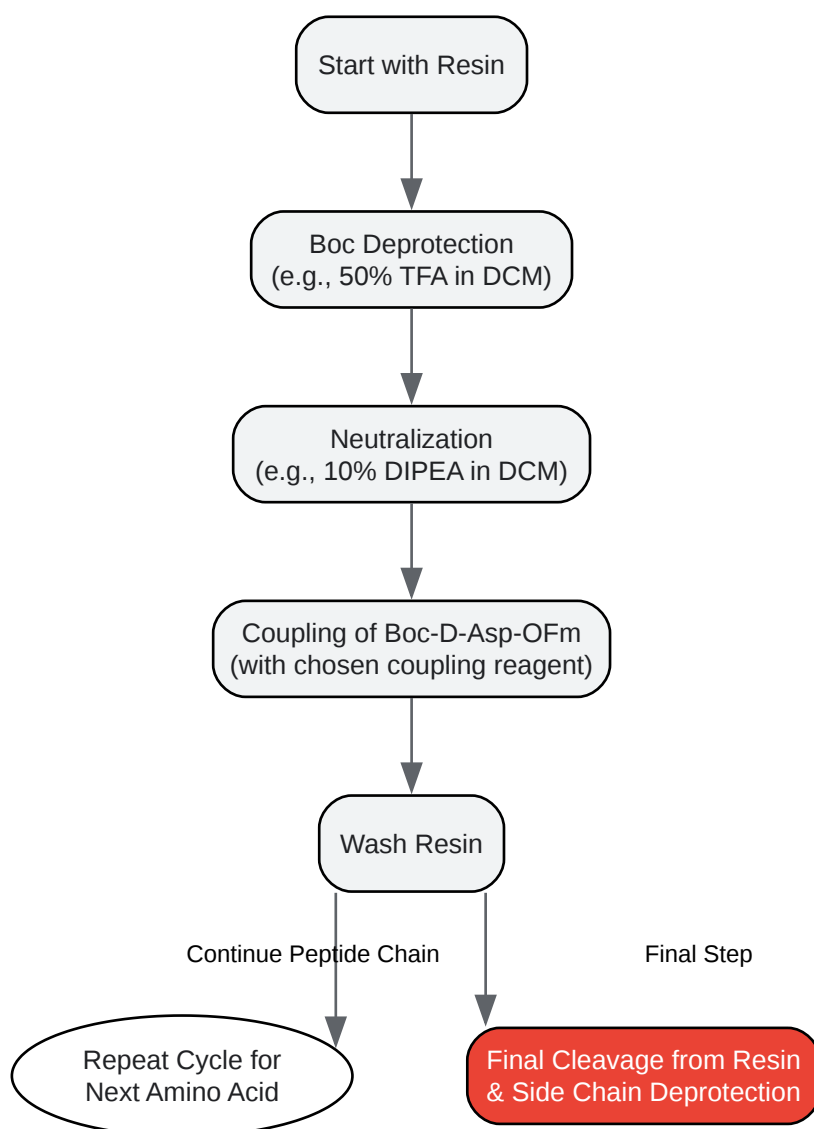 Start with Resin
Boc Deprotection
(e.g., 50% TFA in DCM)
Neutralization
(e.g., 10% DIPEA in DCM)
Coupling of Boc-D-Asp-OFm
(with chosen coupling reagent)
Wash Resin
Continue Peptide Chain
Final Step
Repeat Cycle for
Next Amino Acid
Final Cleavage from Resin
& Side Chain Deprotection